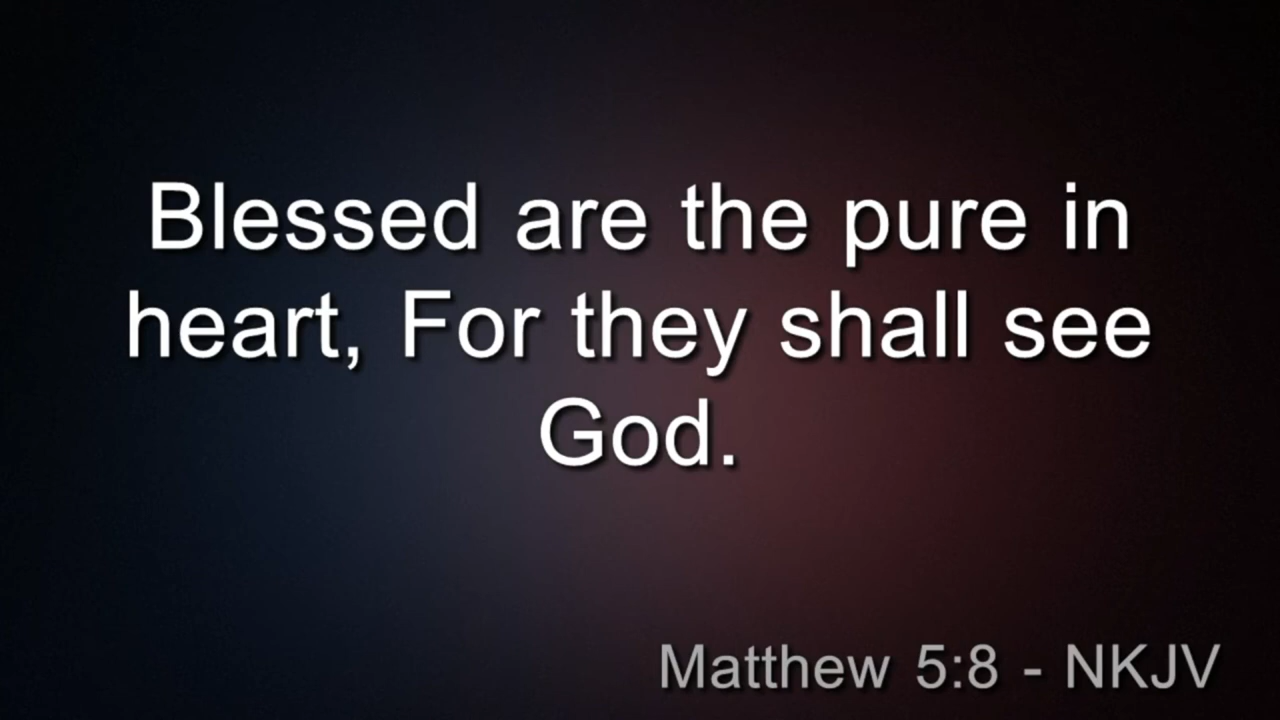 Blessed are the pure in
heart, For they shall see
God.
Matthew 5:8 - NKJV